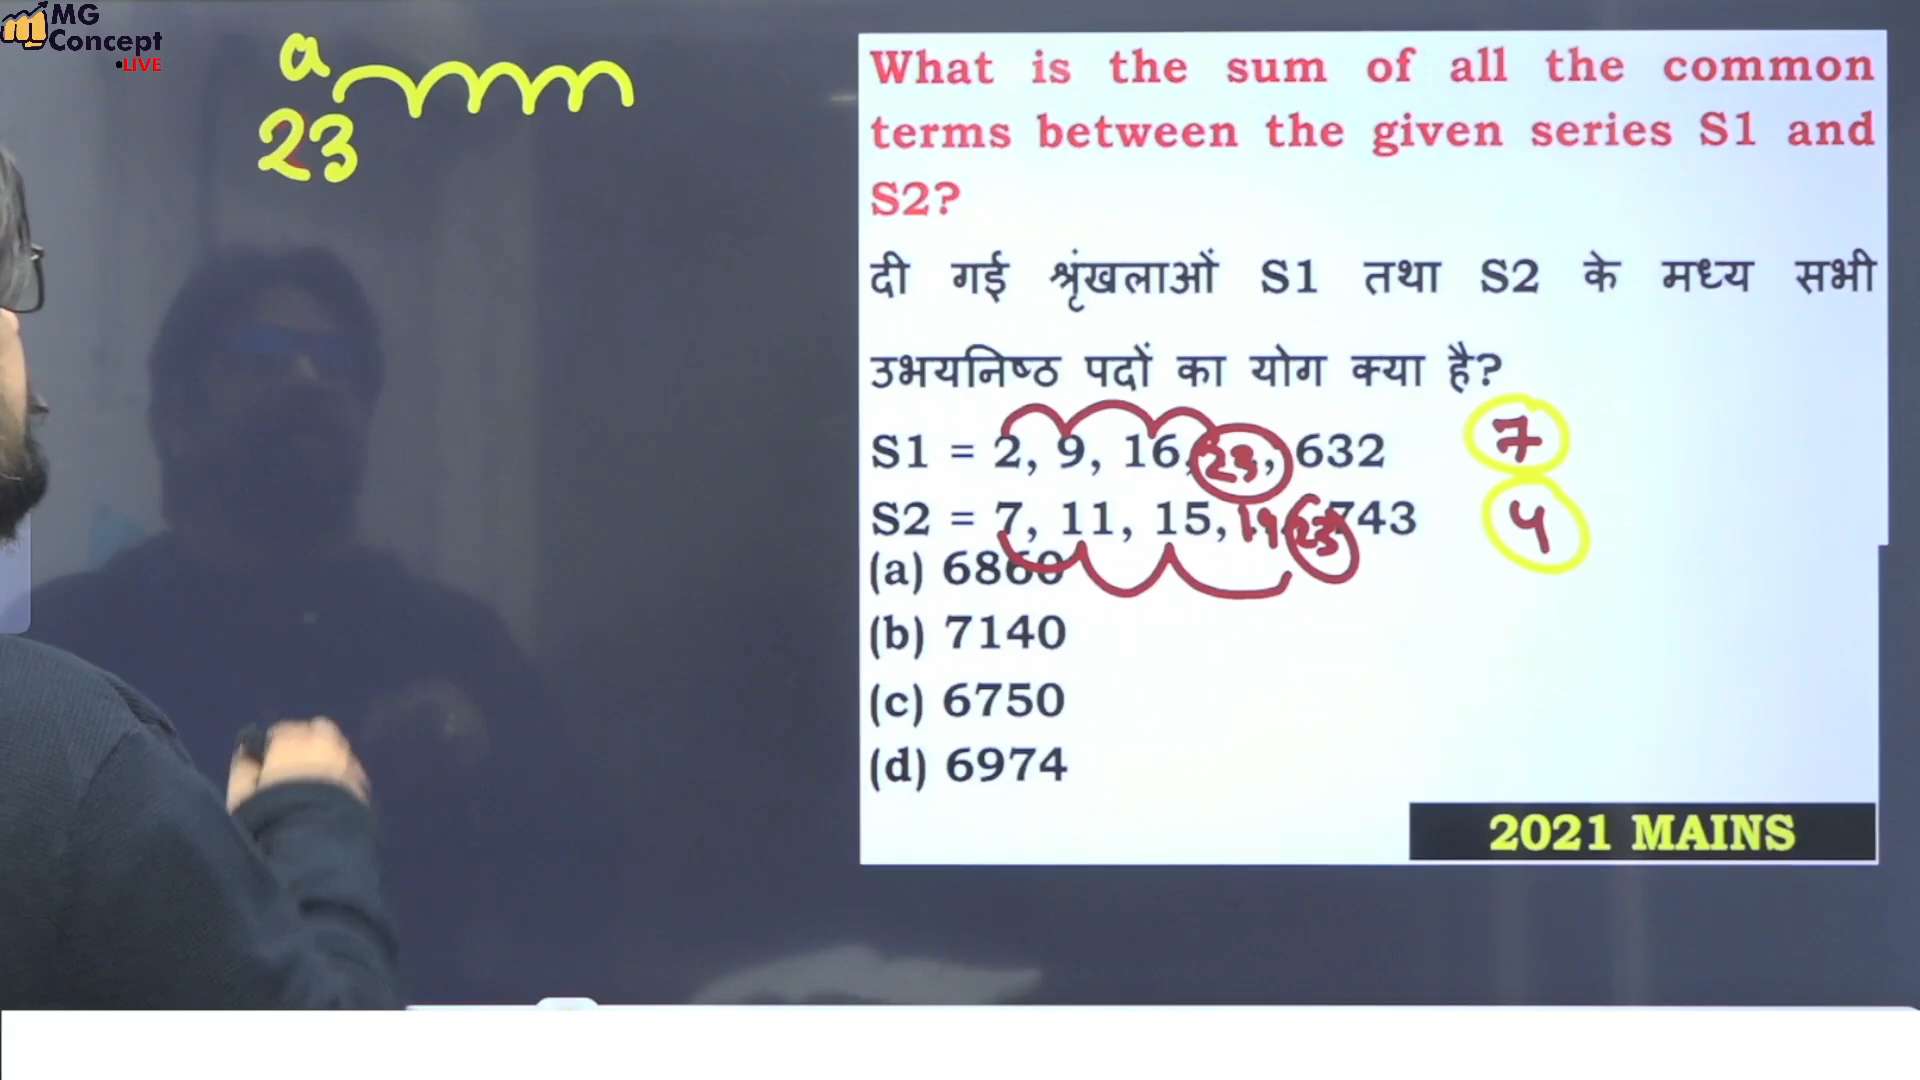 MG
Concept
•LIVE
a
23
What is the sum of all the common
terms between the given series S1 and
S2?
दी गई श्रृंखलाओं S1 तथा S2 के मध्य सभी
उभयनिष्ठ पदों का योग क्या है?
S1 = 2, 9, 16, 23, 632
7
S2 = 7, 11, 15, 19 23 743
4
(a) 6860
(b) 7140
(c) 6750
(d) 6974
2021 MAINS